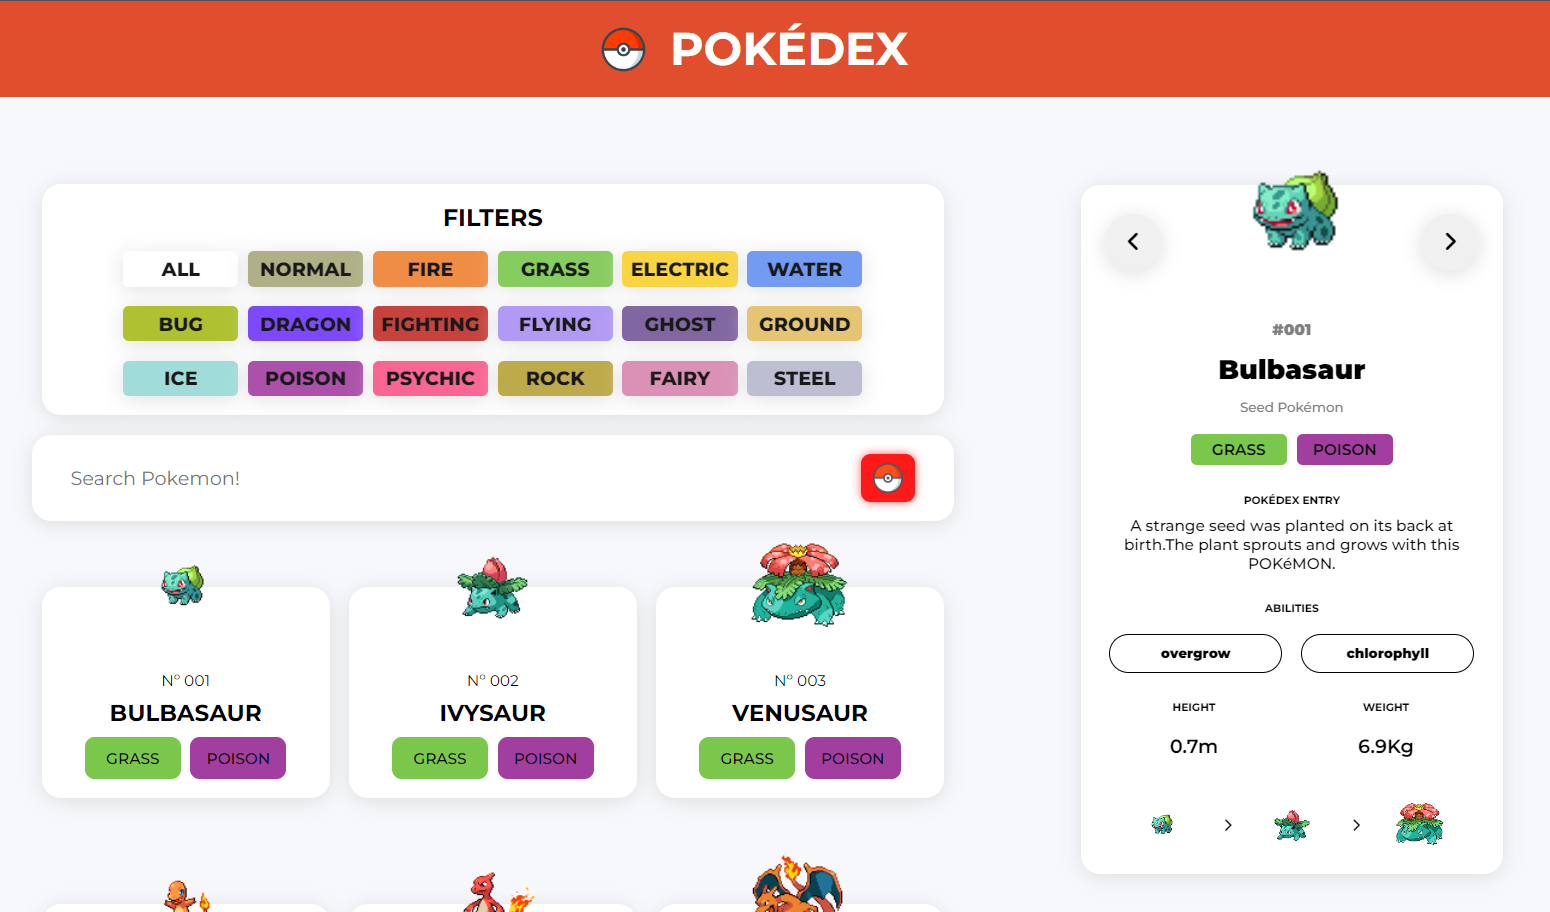 POKÉDEX
FILTERS
ALL NORMAL FIRE GRASS ELECTRIC WATER
BUG DRAGON FIGHTING FLYING GHOST GROUND
ICE POISON PSYCHIC ROCK FAIRY STEEL
Search Pokemon!
N° 001
BULBASAUR
GRASS POISON
N° 002
IVYSAUR
GRASS POISON
N° 003
VENUSAUR
GRASS POISON
#001
Bulbasaur
Seed Pokémon
GRASS POISON
POKÉDEX ENTRY
A strange seed was planted on its back at
birth.The plant sprouts and grows with this
POKéMON.
ABILITIES
overgrow chlorophyll
HEIGHT WEIGHT
0.7m 6.9Kg